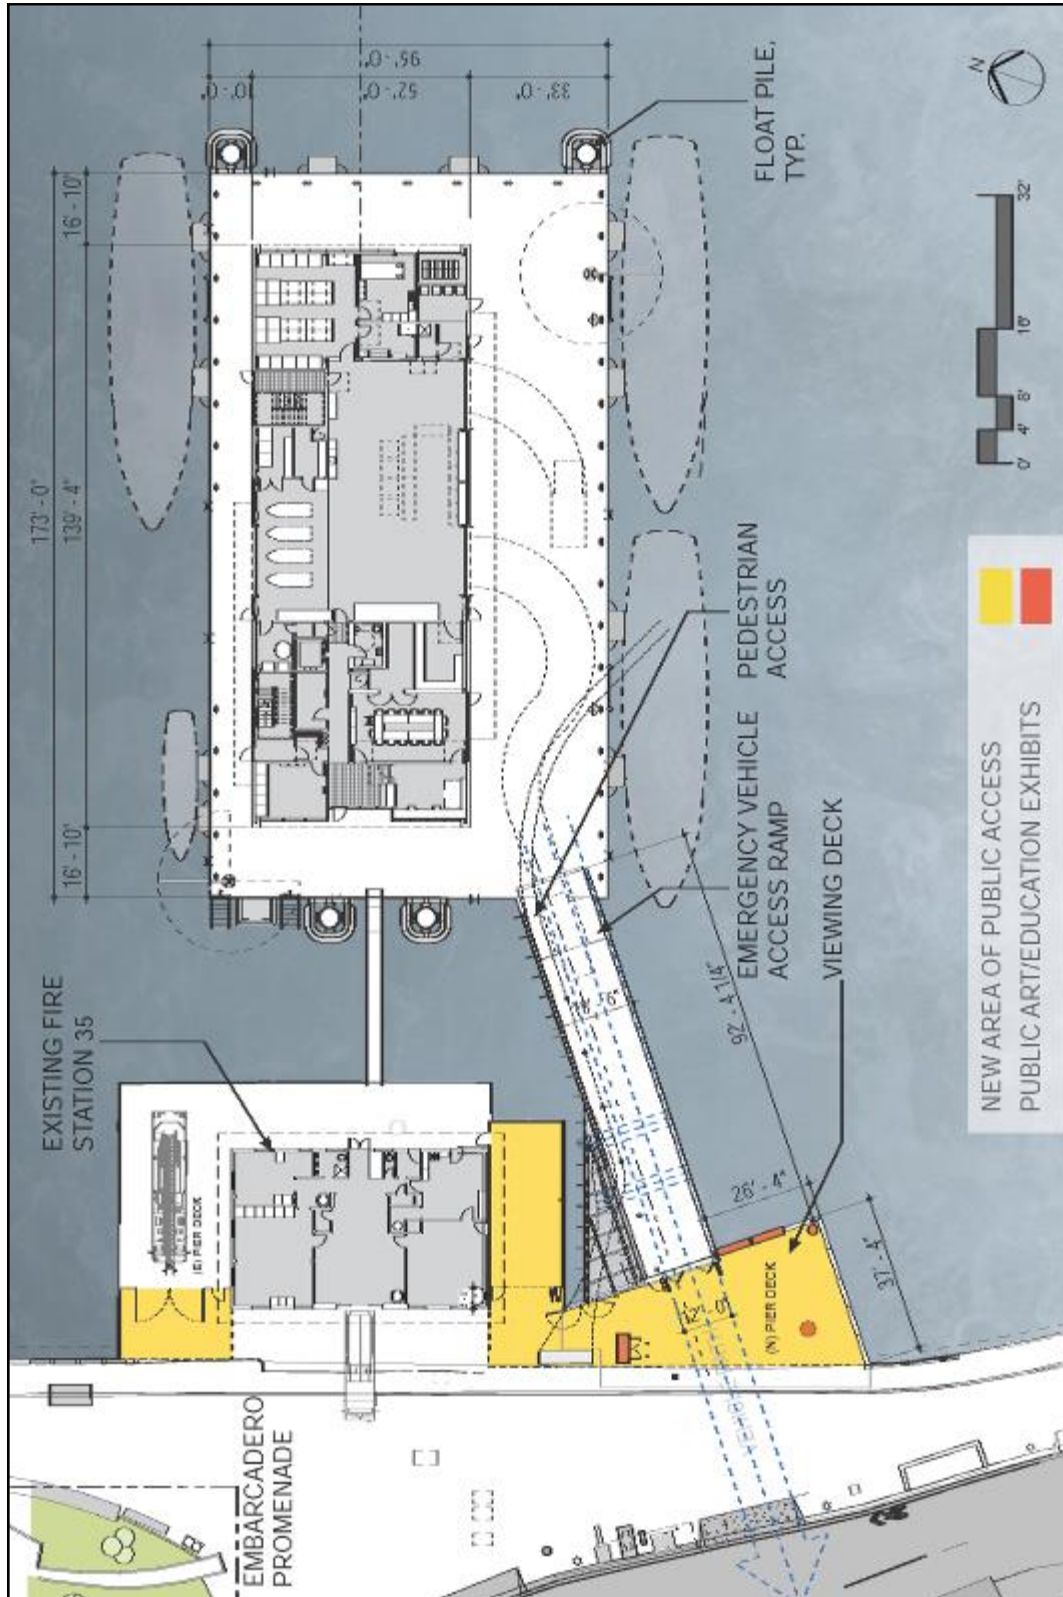 95' - 0"
10' - 0"
52' - 0"
33' - 0"
FLOAT PILE,
TYP.
N
173' - 0"
16' - 10"
139' - 4"
16' - 10"
0'
4'
8'
16'
32'
PEDESTRIAN
ACCESS
EMERGENCY VEHICLE
ACCESS RAMP
VIEWING DECK
EXISTING FIRE
STATION 35
92' - 4 1/4"
26' - 4"
37' - 4"
(E) PIER DECK
(N) PIER DECK
NEW AREA OF PUBLIC ACCESS
PUBLIC ART/EDUCATION EXHIBITS
EMBARCADERO
PROMENADE